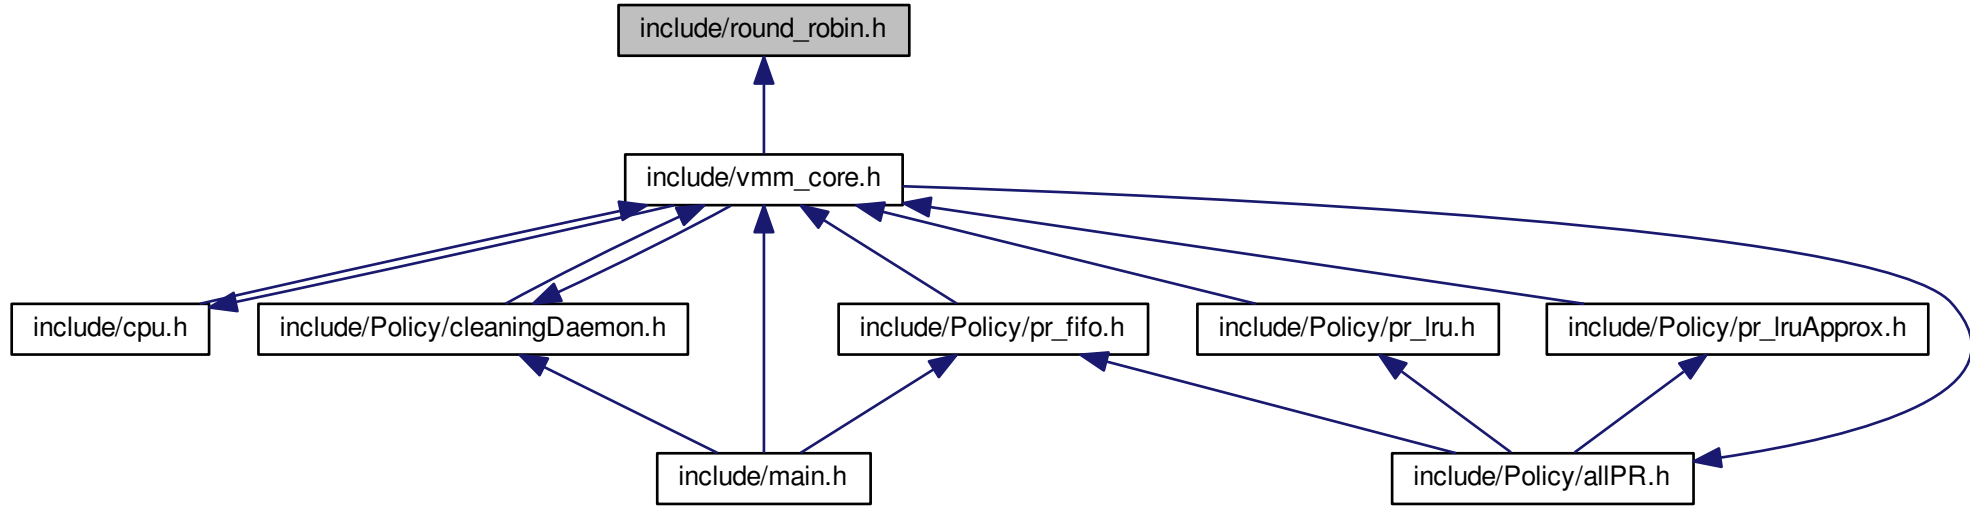 include/round_robin.h
include/vmm_core.h
include/cpu.h
include/Policy/cleaningDaemon.h
include/Policy/pr_fifo.h
include/Policy/pr_lru.h
include/Policy/pr_lruApprox.h
include/main.h
include/Policy/allPR.h